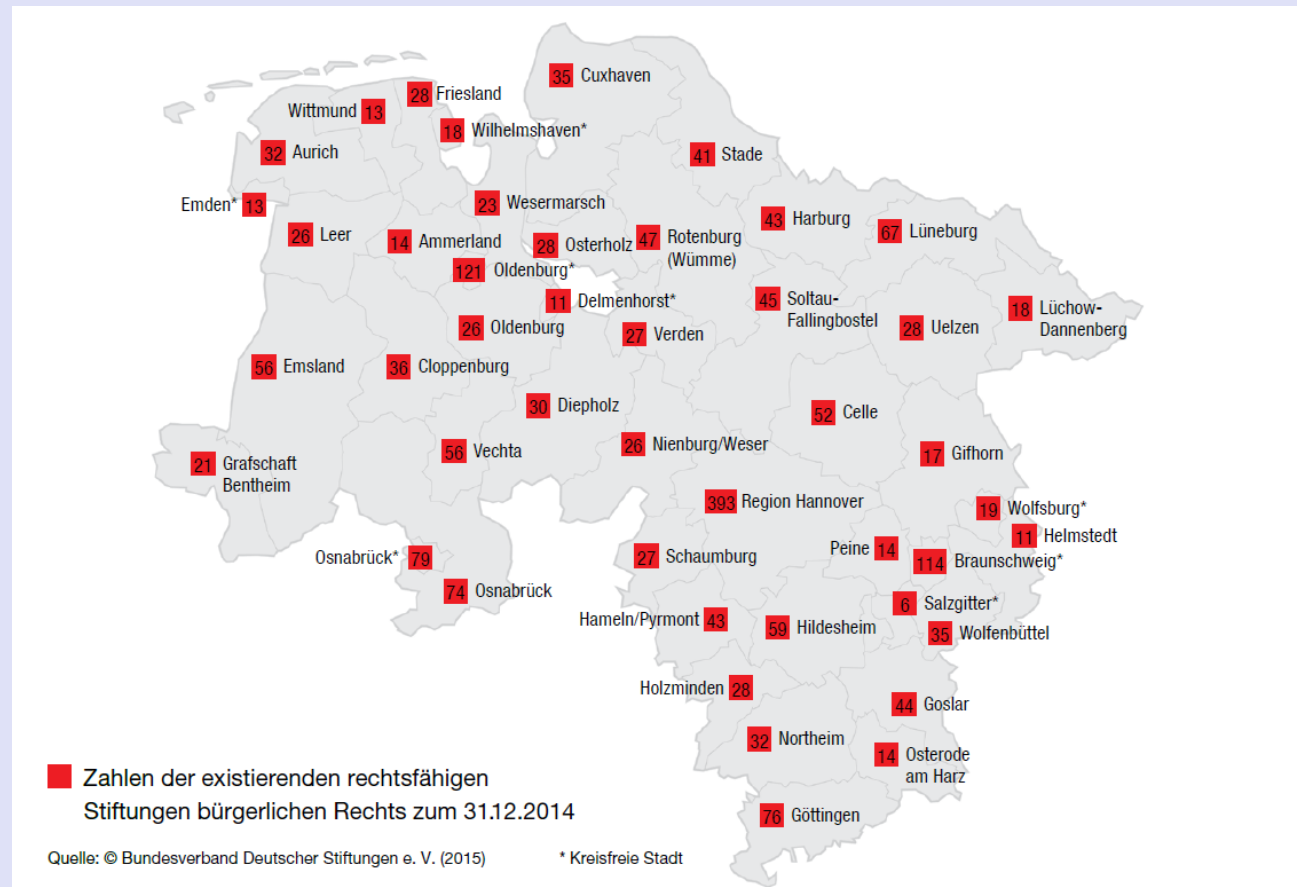 35 Cuxhaven
28 Friesland
Wittmund 13
18 Wilhelmshaven*
32 Aurich
41 Stade
Emden* 13
23 Wesermarsch
43 Harburg
67 Lüneburg
26 Leer
14 Ammerland
28 Osterholz
47 Rotenburg
(Wümme)
121 Oldenburg*
11 Delmenhorst*
45 Soltau-
Fallingbostel
18 Lüchow-
Dannenberg
26 Oldenburg
27 Verden
28 Uelzen
56 Emsland
36 Cloppenburg
30 Diepholz
52 Celle
56 Vechta
26 Nienburg/Weser
17 Gifhorn
21 Grafschaft
Bentheim
393 Region Hannover
19 Wolfsburg*
11 Helmstedt
Osnabrück* 79
27 Schaumburg
Peine 14
114 Braunschweig*
74 Osnabrück
6 Salzgitter*
Hameln/Pyrmont 43
59 Hildesheim
35 Wolfenbüttel
Holzminden 28
44 Goslar
32 Northeim
14 Osterode
am Harz
76 Göttingen
Zahlen der existierenden rechtsfähigen
Stiftungen bürgerlichen Rechts zum 31.12.2014
Quelle: © Bundesverband Deutscher Stiftungen e. V. (2015)
* Kreisfreie Stadt